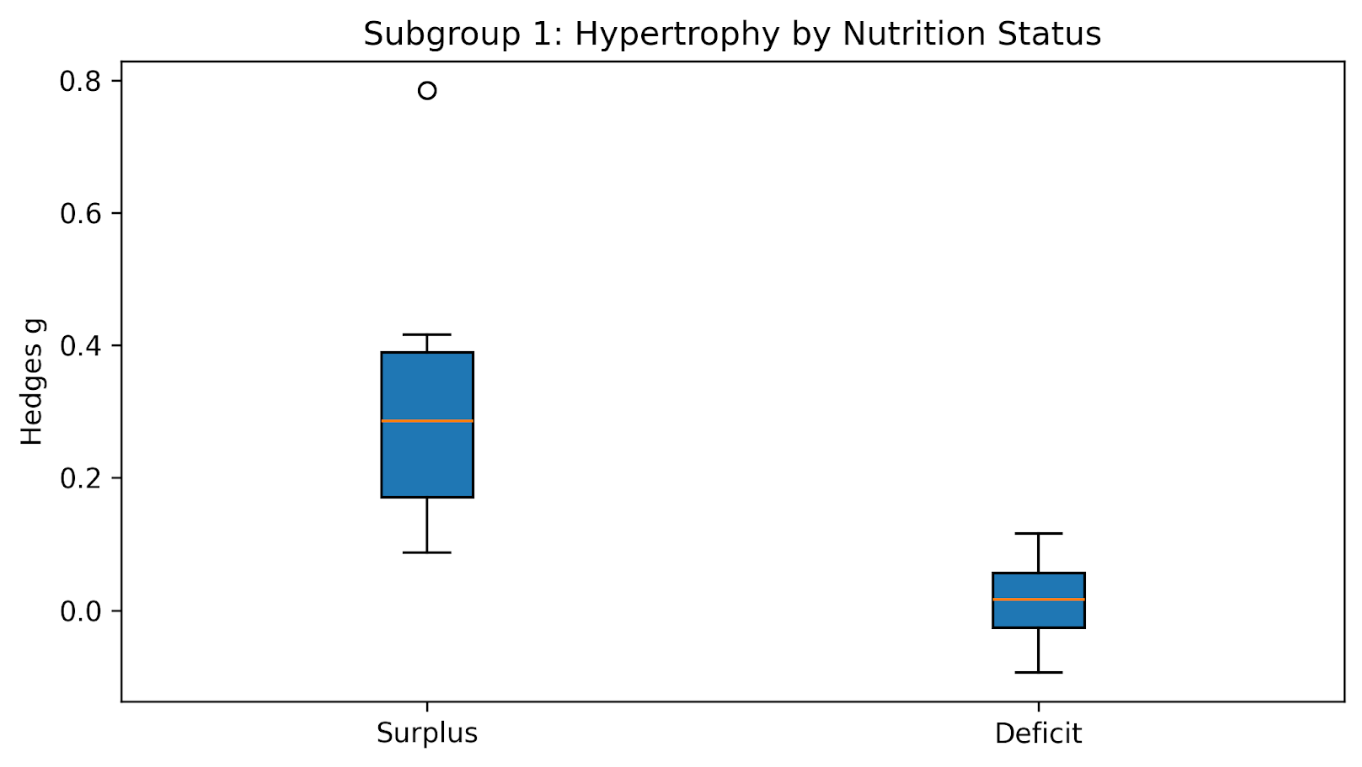 Subgroup 1: Hypertrophy by Nutrition Status
0.8
0.6
0.4
0.2
0.0
Hedges g
Surplus
Deficit